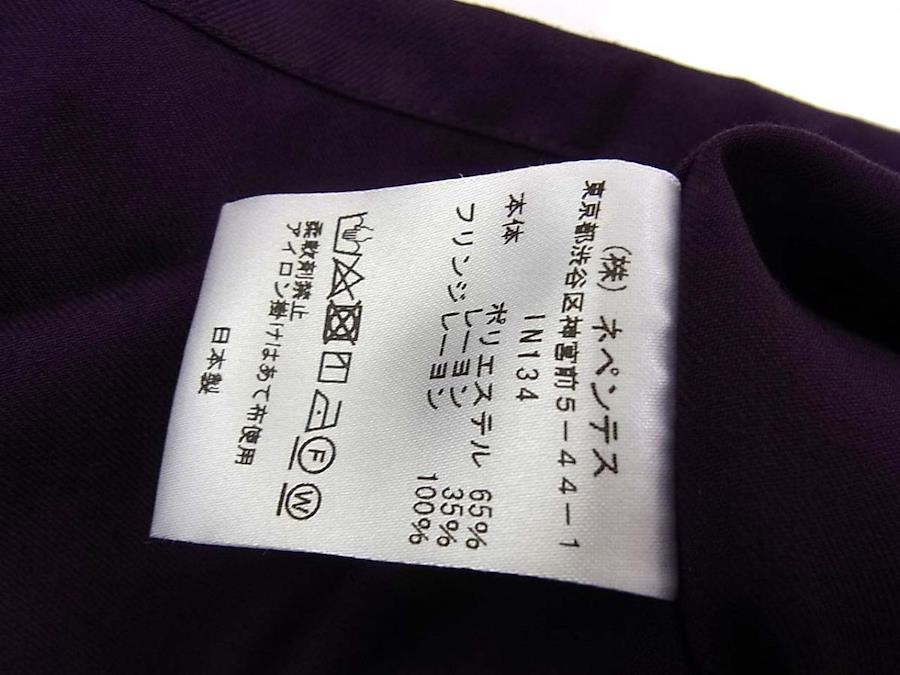 (株) ネペンテス
東京都渋谷区神宮前5-44-1
IN134
本体 ポリエステル 65%
レーヨン 35%
フリンジ レーヨン 100%
F W
柔軟剤禁止
アイロン掛けはあて布使用
日本製